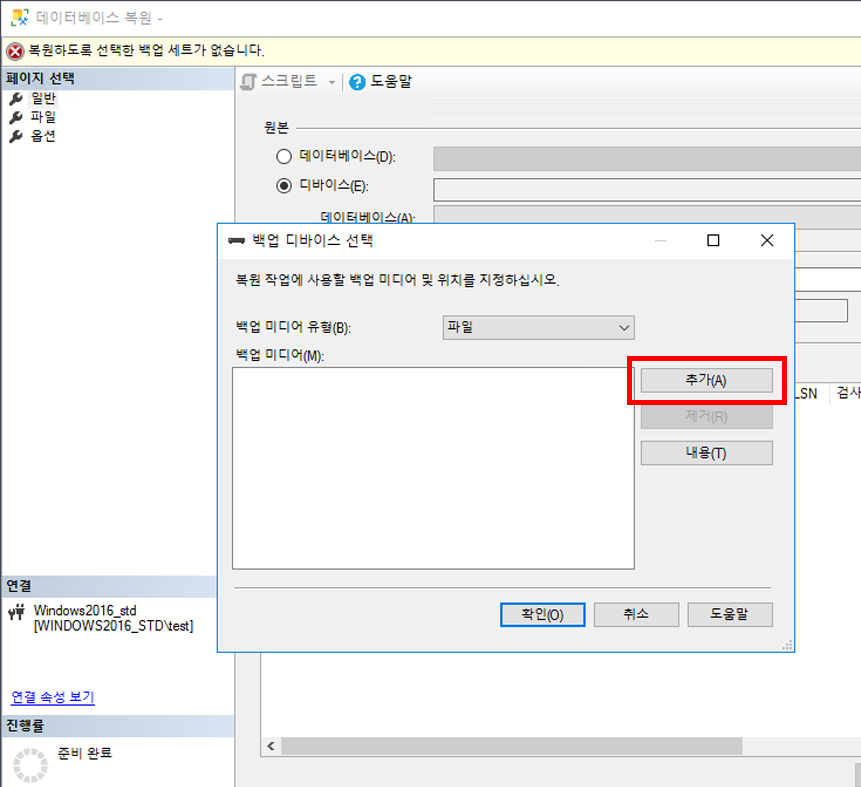 데이터베이스 복원 -
복원하도록 선택한 백업 세트가 없습니다.
페이지 선택
일반
파일
옵션
스크립트
도움말
원본
데이터베이스(D):
디바이스(E):
데이터베이스(A):
백업 디바이스 선택
복원 작업에 사용할 백업 미디어 및 위치를 지정하십시오.
백업 미디어 유형(B):
파일
백업 미디어(M):
추가(A)
제거(R)
내용(T)
확인(O)
취소
도움말
LSN
검사
연결
Windows2016_std
[WINDOWS2016_STD\test]
연결 속성 보기
진행률
준비 완료